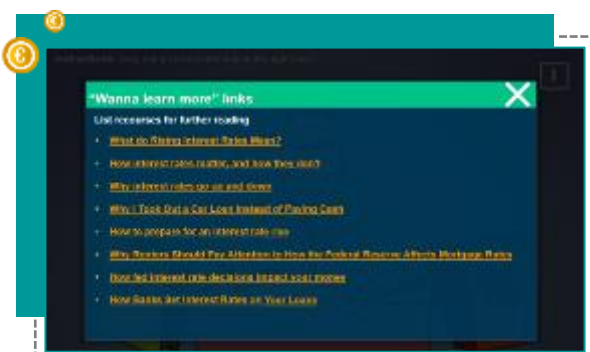 "Wanna learn more" links
List recourses for further reading
What do Rising Interest Rates Mean?
How interest rates matter, and how they don't?
Why interest rates go up and down
Why I Took Out a Car Loan Instead of Paying Cash
How to prepare for an interest rate rise
Why Renters Should Pay Attention to How the Federal Reserve Affects Mortgage Rates
How fed interest rate decisions impact your money
How Banks Set Interest Rates on Your Loans